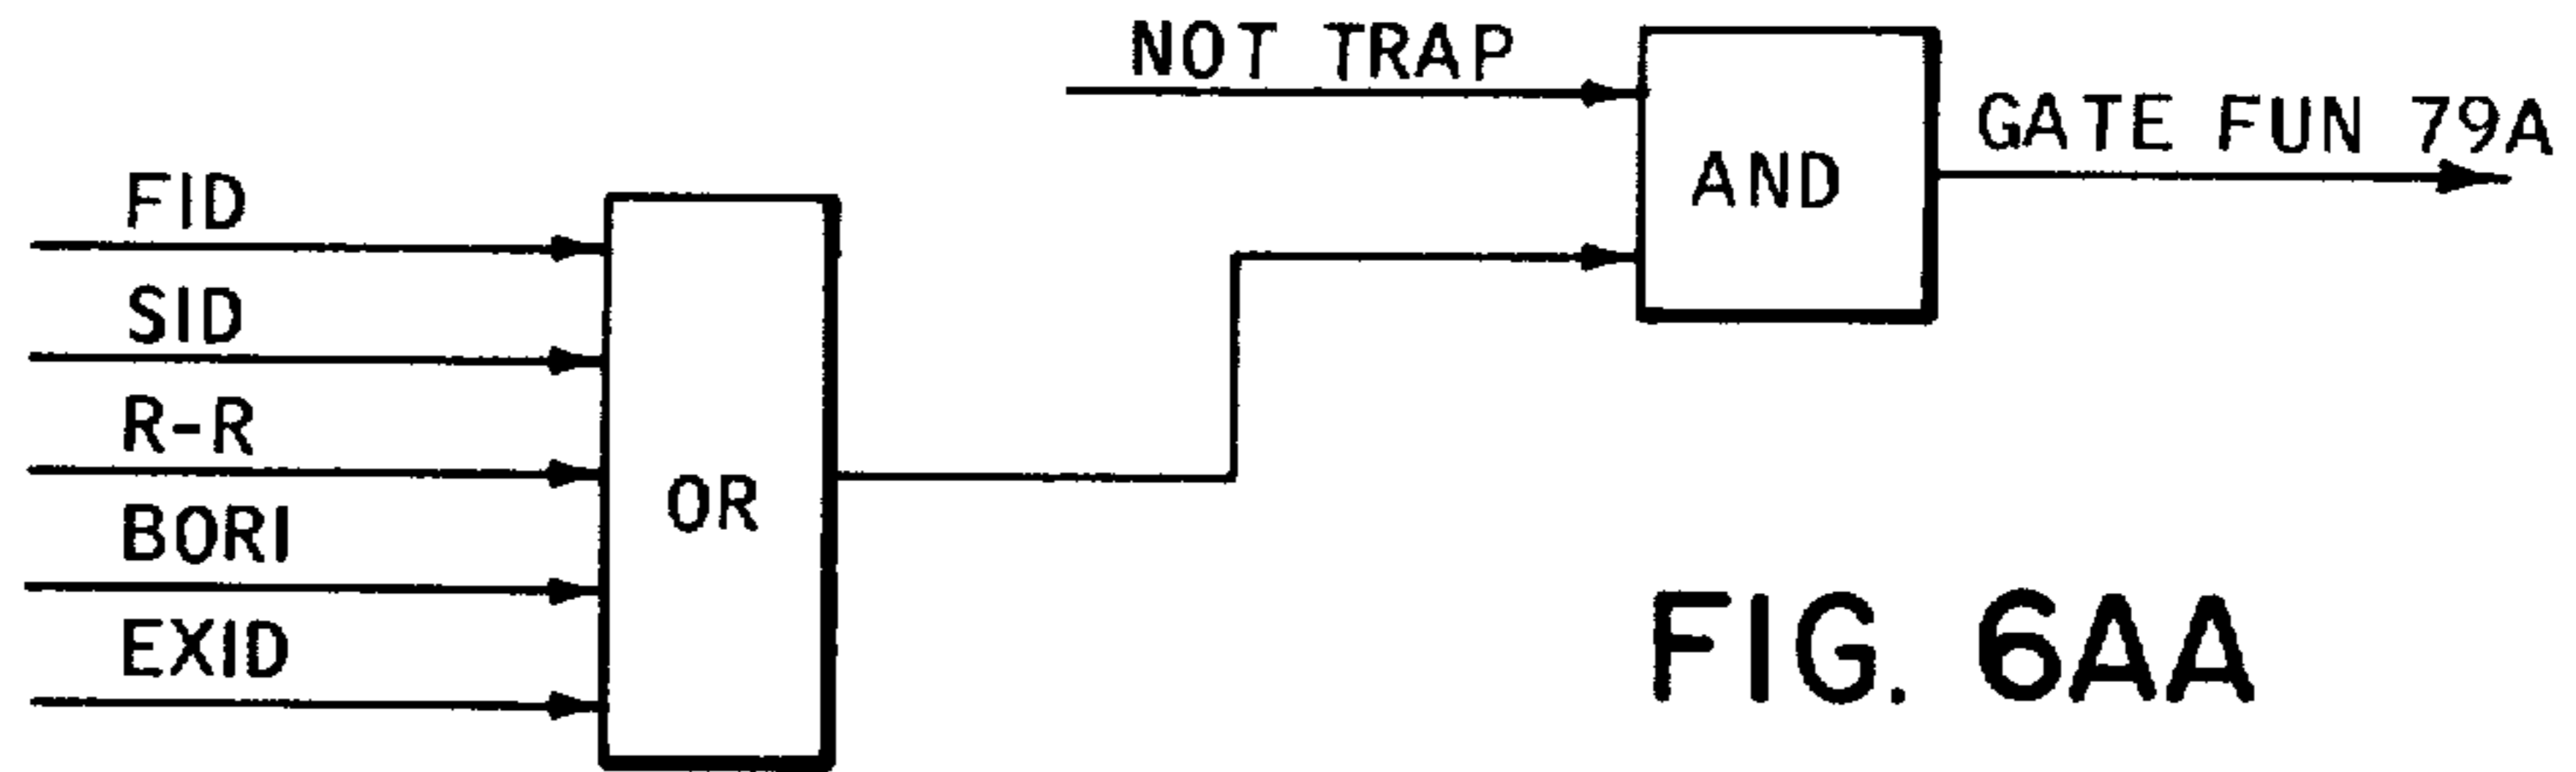 NOT TRAP
AND
GATE FUN 79A
FID
SID
R-R
BORI
EXID
OR
FIG. 6AA